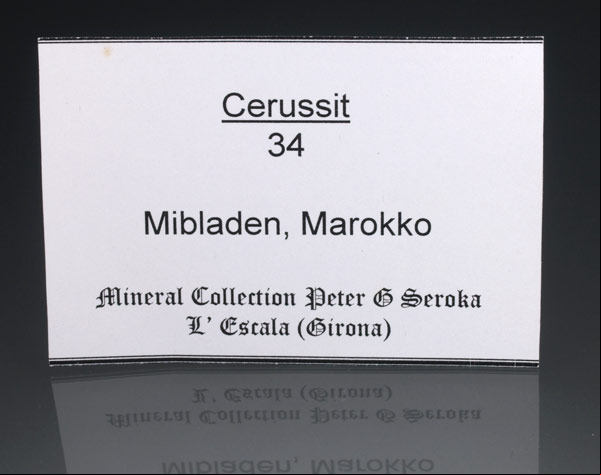 Cerussit
34
Mibladen, Marokko
Mineral Collection Peter G Seroka
L' Escala (Girona)